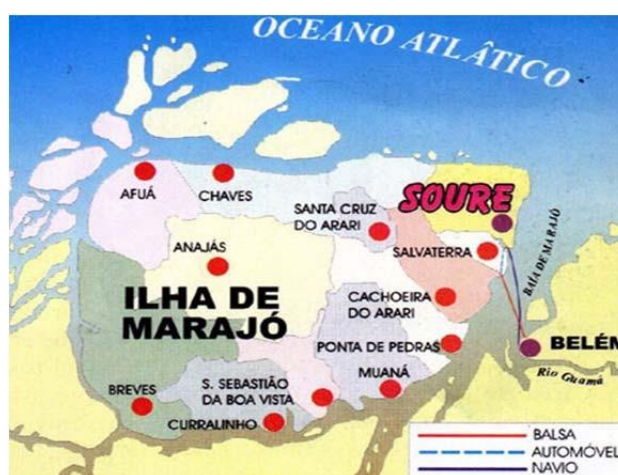 OCEANO ATLÂTICO
AFUÁ
CHAVES
SOURE
SANTA CRUZ
DO ARARI
SALVATERRA
BAÍA DE MARAJÓ
ANAJÁS
ILHA DE
MARAJÓ
CACHOEIRA
DO ARARI
BELÉM
PONTA DE PEDRAS
Rio Guamá
MUANÁ
BREVES
S. SEBASTIÃO
DA BOA VISTA
CURRALINHO
BALSA
AUTOMÓVEL
NAVIO